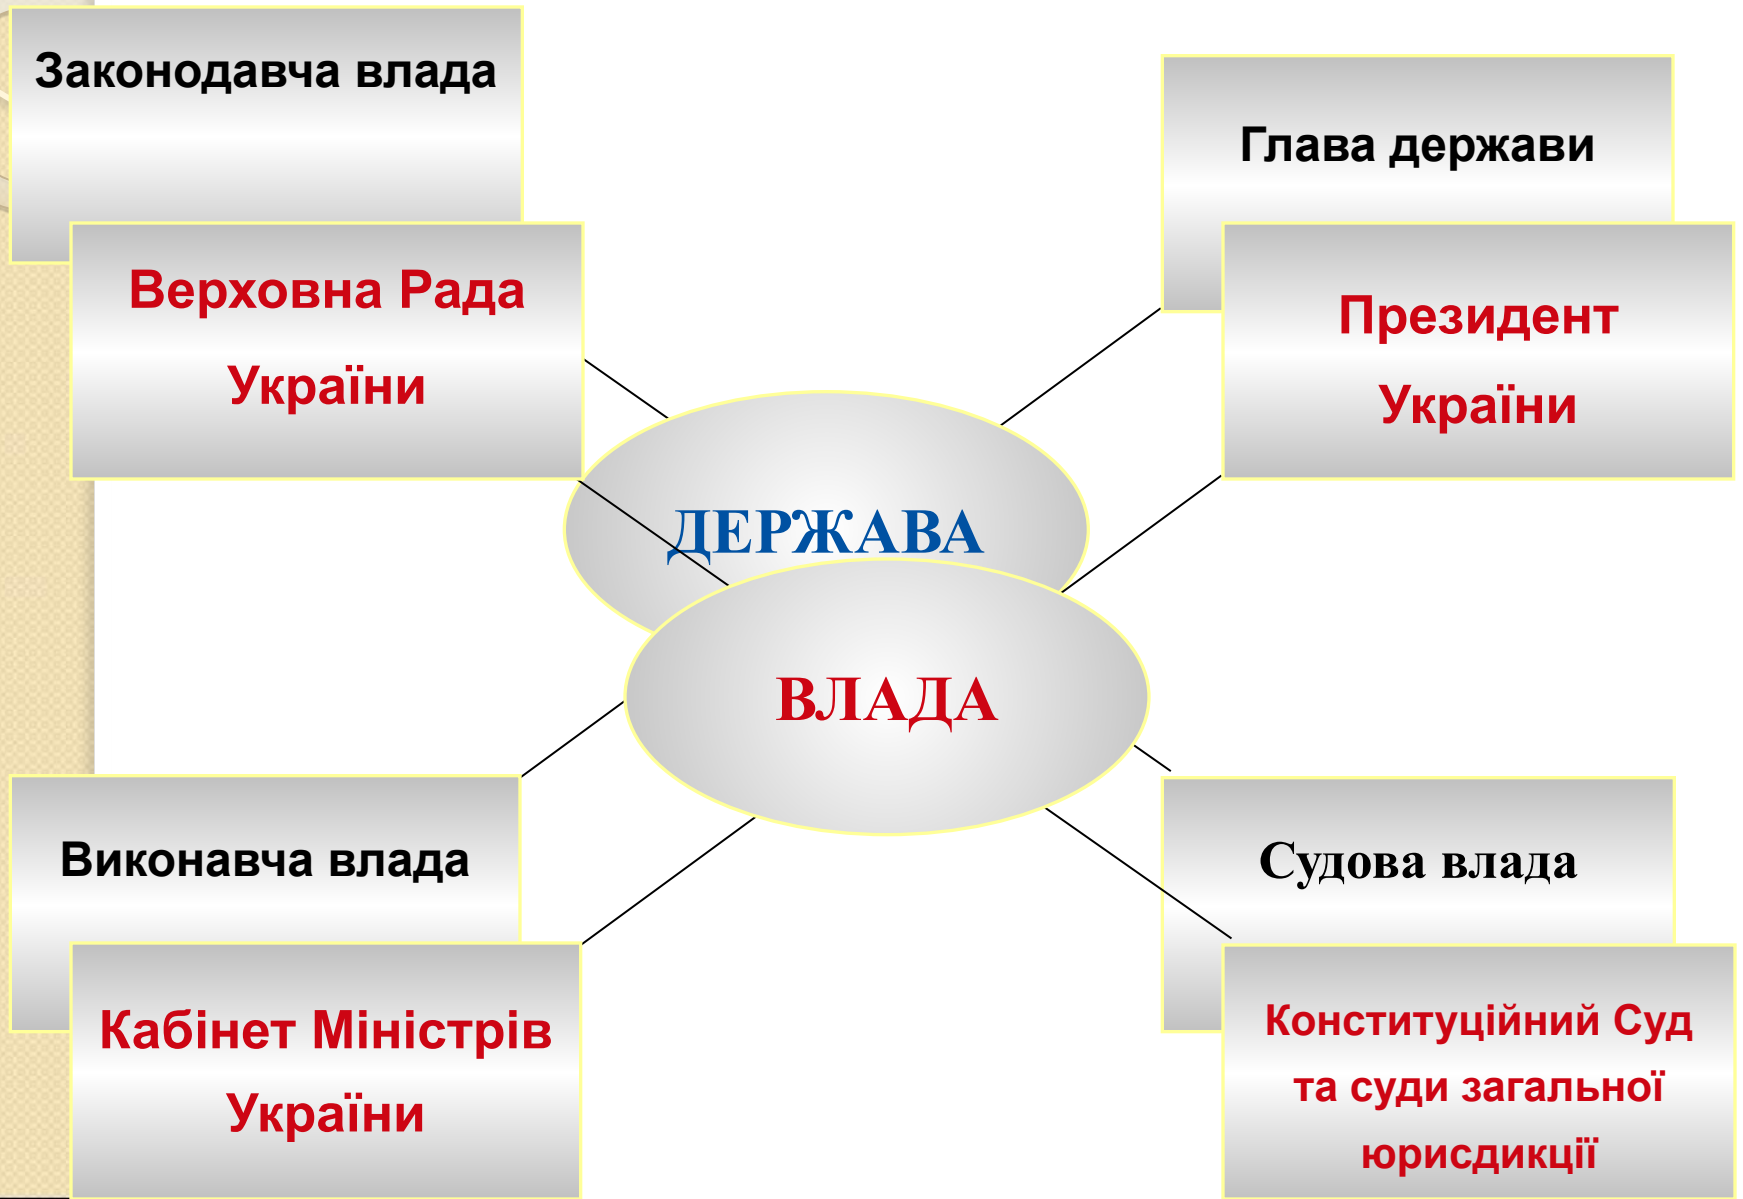 Законодавча влада
Верховна Рада
України
Глава держави
Президент
України
ДЕРЖАВА
ВЛАДА
Виконавча влада
Кабінет Міністрів
України
Судова влада
Конституційний Суд
та суди загальної
юрисдикції